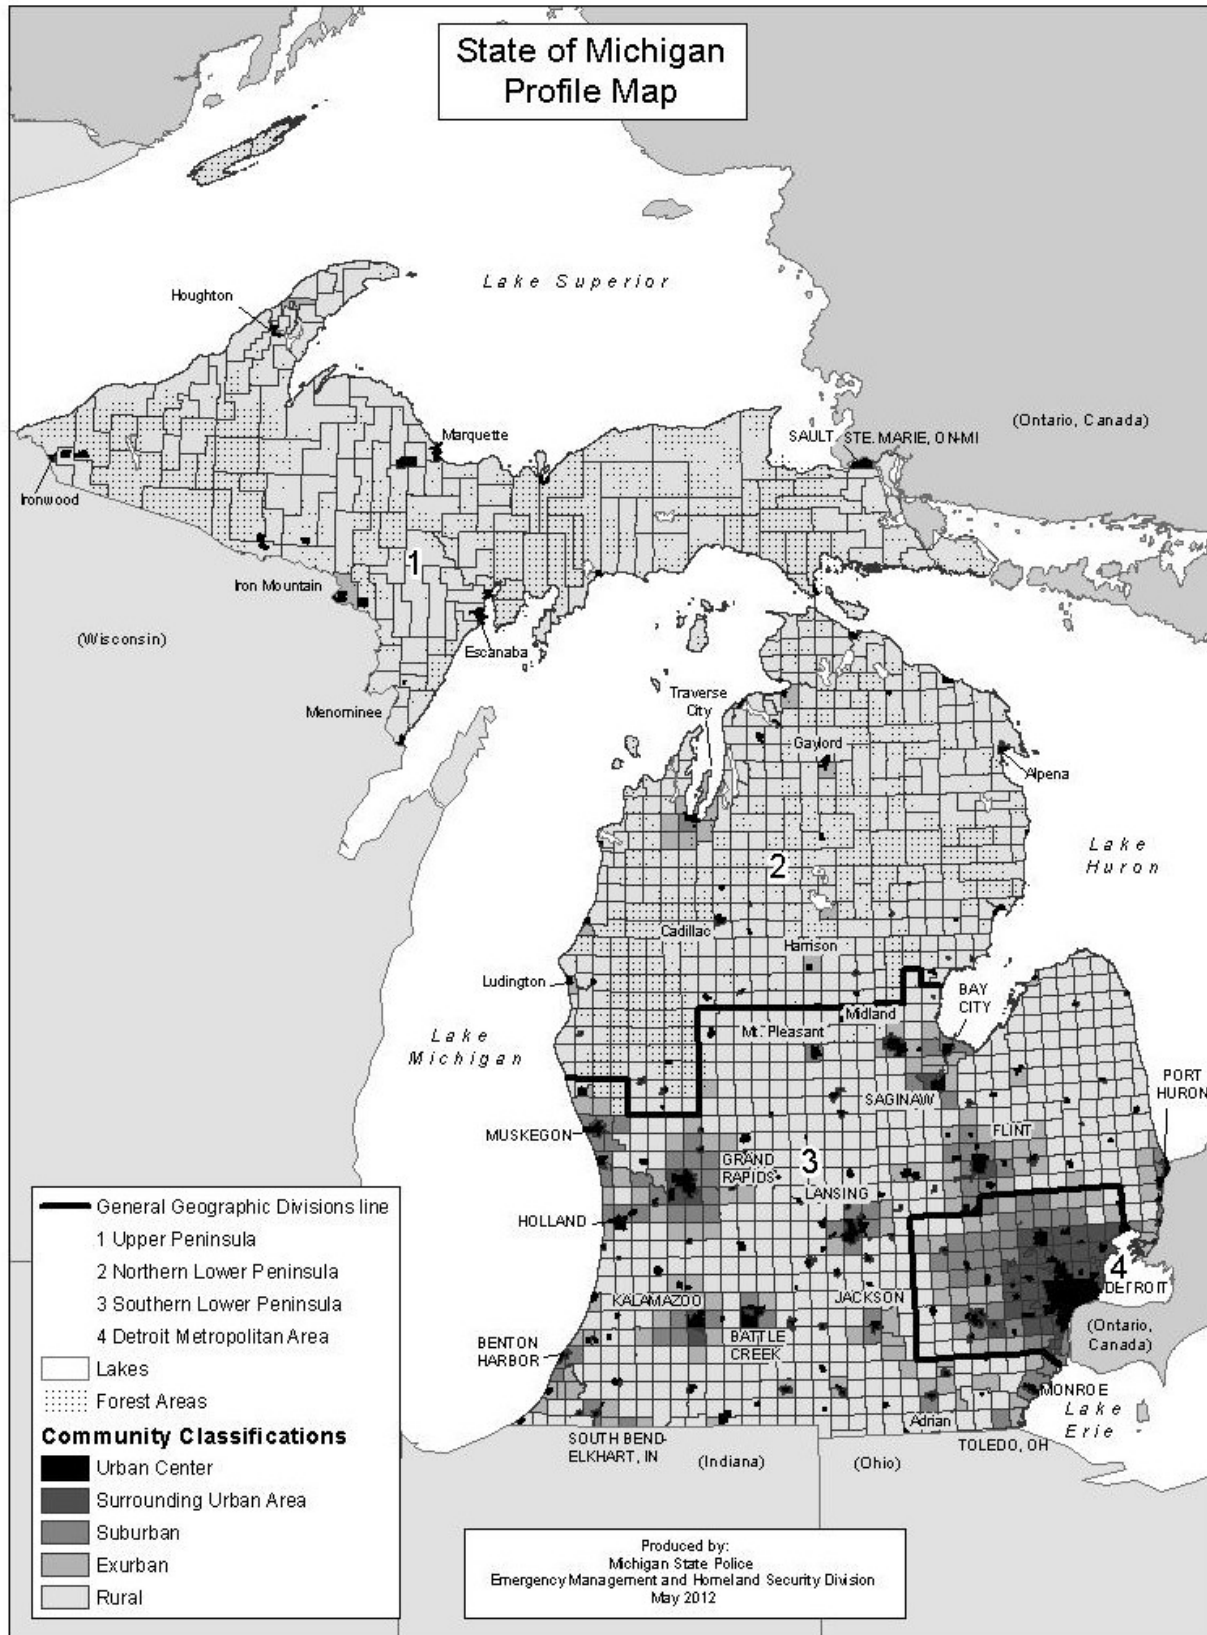 State of Michigan
Profile Map
Lake Superior
Houghton
(Ontario, Canada)
Marquette
SAULT STE. MARIE, ON-MI
Ironwood
1
Iron Mountain
(Wisconsin)
Escanaba
Traverse
City
Menominee
Gaylord
Alpena
Lake
Huron
2
Cadillac
Harrison
Ludington
BAY
CITY
Midland
Mt. Pleasant
Lake
Michigan
PORT
HURON
SAGINAW
FLINT
MUSKEGON
GRAND
RAPIDS
3
LANSING
HOLLAND
4
DETROIT
KALAMAZOO
JACKSON
(Ontario,
Canada)
BENTON
HARBOR
BATTLE
CREEK
MONROE
Lake
Erie
Adrian
SOUTH BEND-
ELKHART, IN
TOLEDO, OH
(Indiana)
(Ohio)
General Geographic Divisions line
1 Upper Peninsula
2 Northern Lower Peninsula
3 Southern Lower Peninsula
4 Detroit Metropolitan Area
Lakes
Forest Areas
Community Classifications
Urban Center
Surrounding Urban Area
Suburban
Exurban
Rural
Produced by:
Michigan State Police
Emergency Management and Homeland Security Division
May 2012